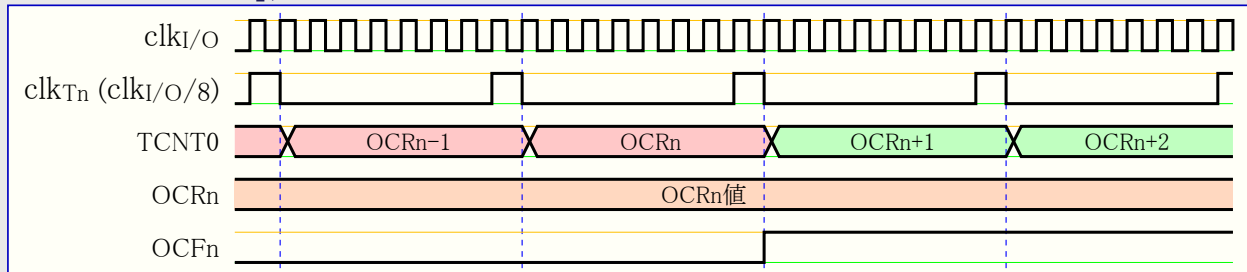 clkI/O
clkTn (clkI/O/8)
TCNT0 OCRn-1 OCRn OCRn+1 OCRn+2
OCRn OCRn値
OCFn